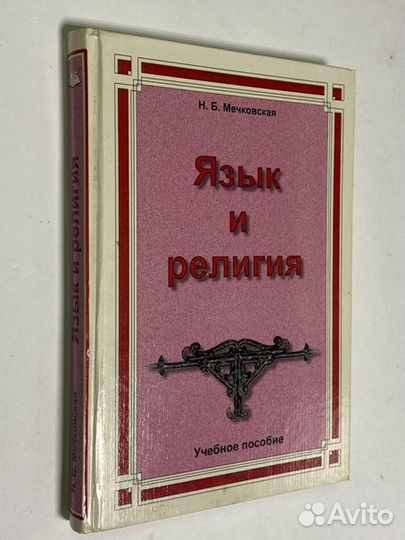 Н. Б. Мечковская
Язык
и
религия
Учебное пособие
Н. Б. Мечковская
ЯЗЫК И РЕЛИГИЯ
Avito